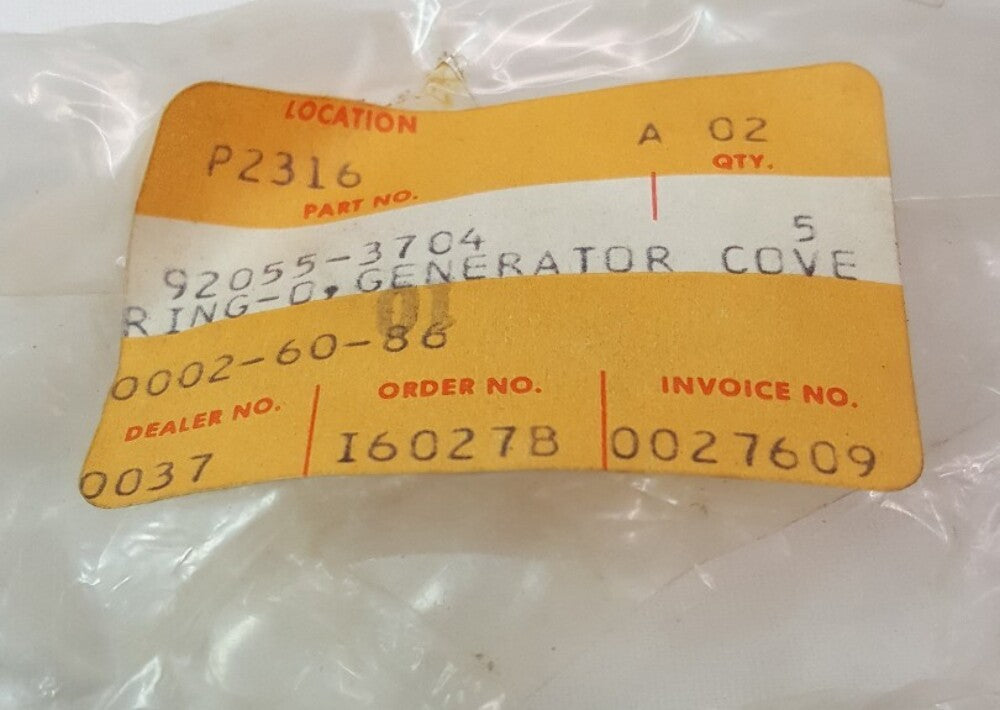 LOCATION
P2316 A 02
PART NO. QTY.
92055-3704 5
RING-O,GENERATOR COVE
10
0002-60-86
DEALER NO. ORDER NO. INVOICE NO.
0037 I6027B 0027609